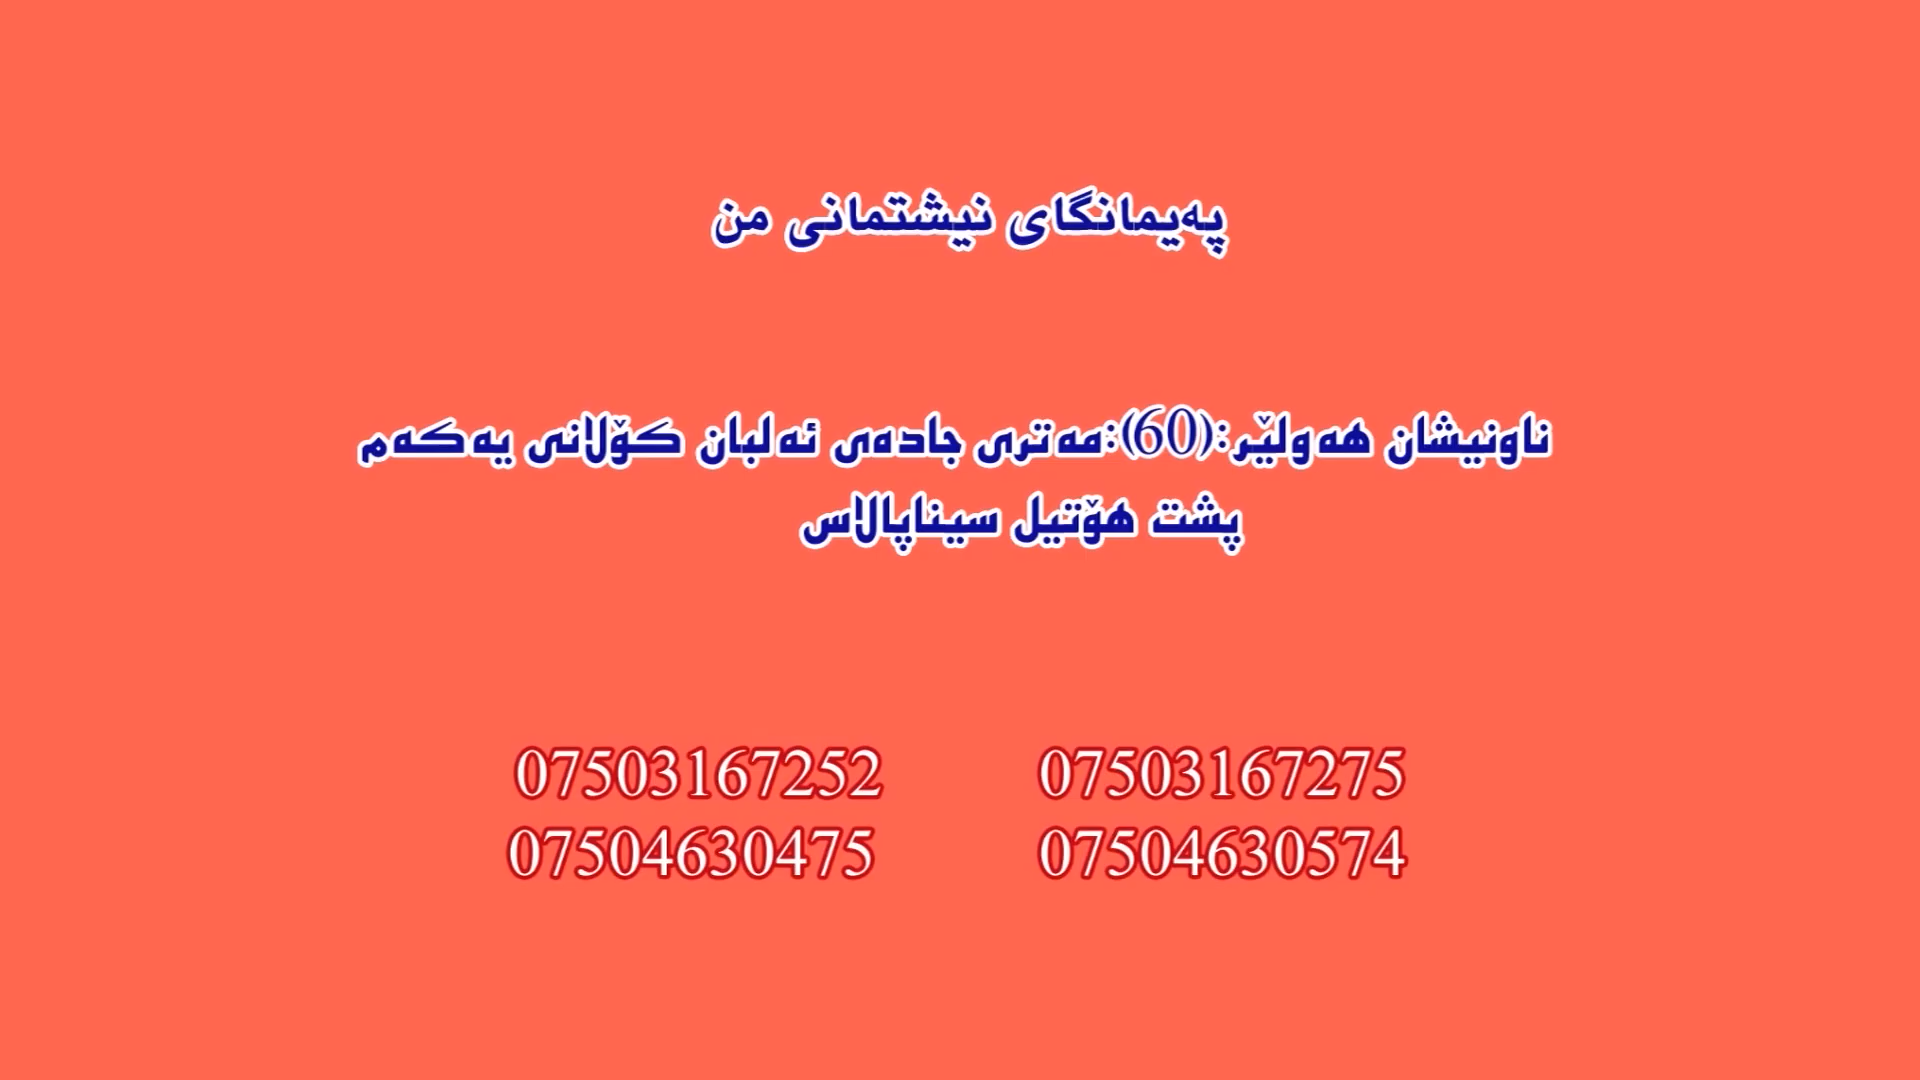 پەیمانگای نیشتمانی من
ناونیشان هەولێر:(60):مەتری جادەی ئەلبان کۆڵانی یەکەم
پشت هۆتیل سیناپالاس
07503167252 07503167275
07504630475 07504630574